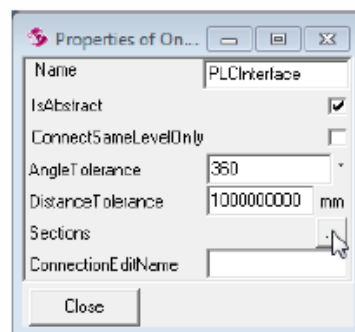 Properties of On...
Name PLCInterface
IsAbstract
ConnectSameLevelOnly
AngleTolerance 360 °
DistanceTolerance 1000000000 mm
Sections ...
ConnectionEditName
Close